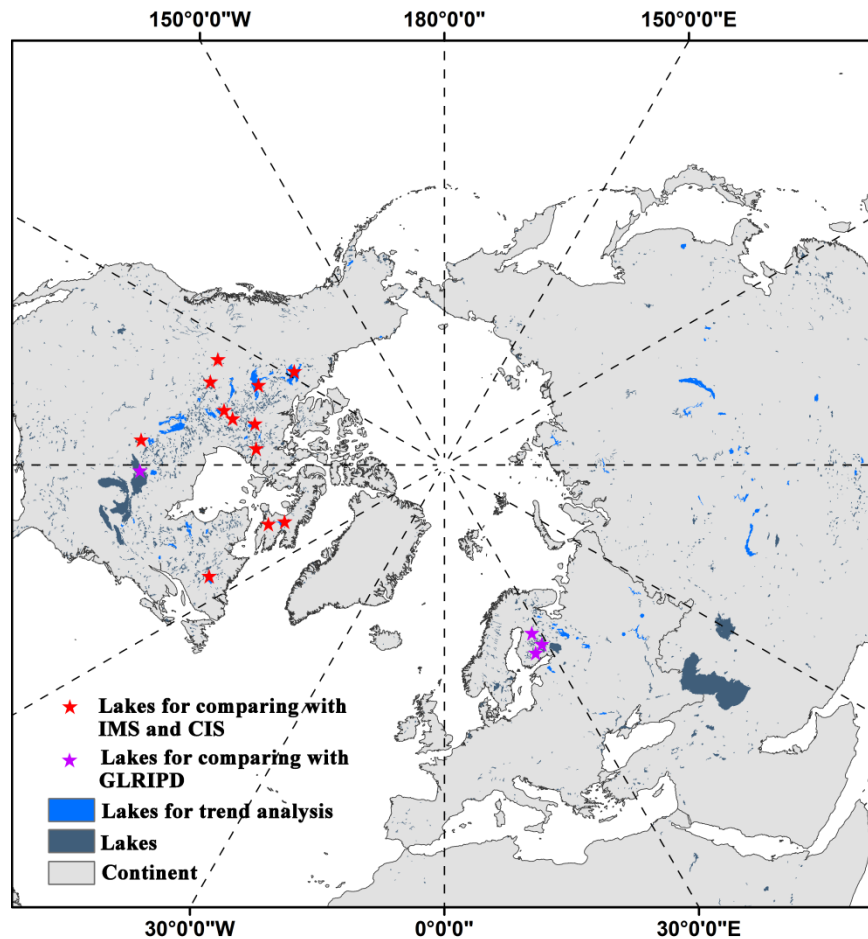 150°0'0"W 180°0'0" 150°0'0"E
Lakes for comparing with
IMS and CIS
Lakes for comparing with
GLRIPD
Lakes for trend analysis
Lakes
Continent
30°0'0"W 0°0'0" 30°0'0"E